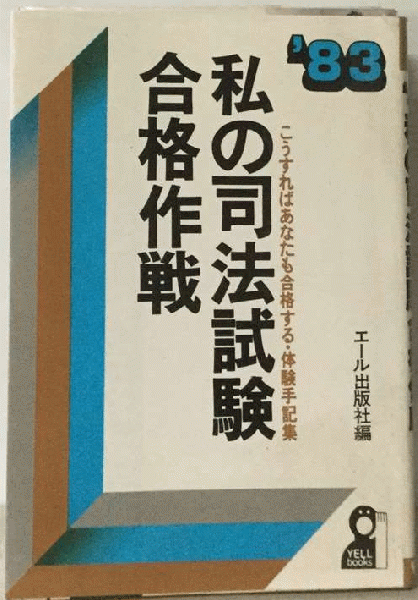 '83
こうすればあなたも合格する・体験手記集
私の司法試験
合格作戦
エール出版社編
YELL
books